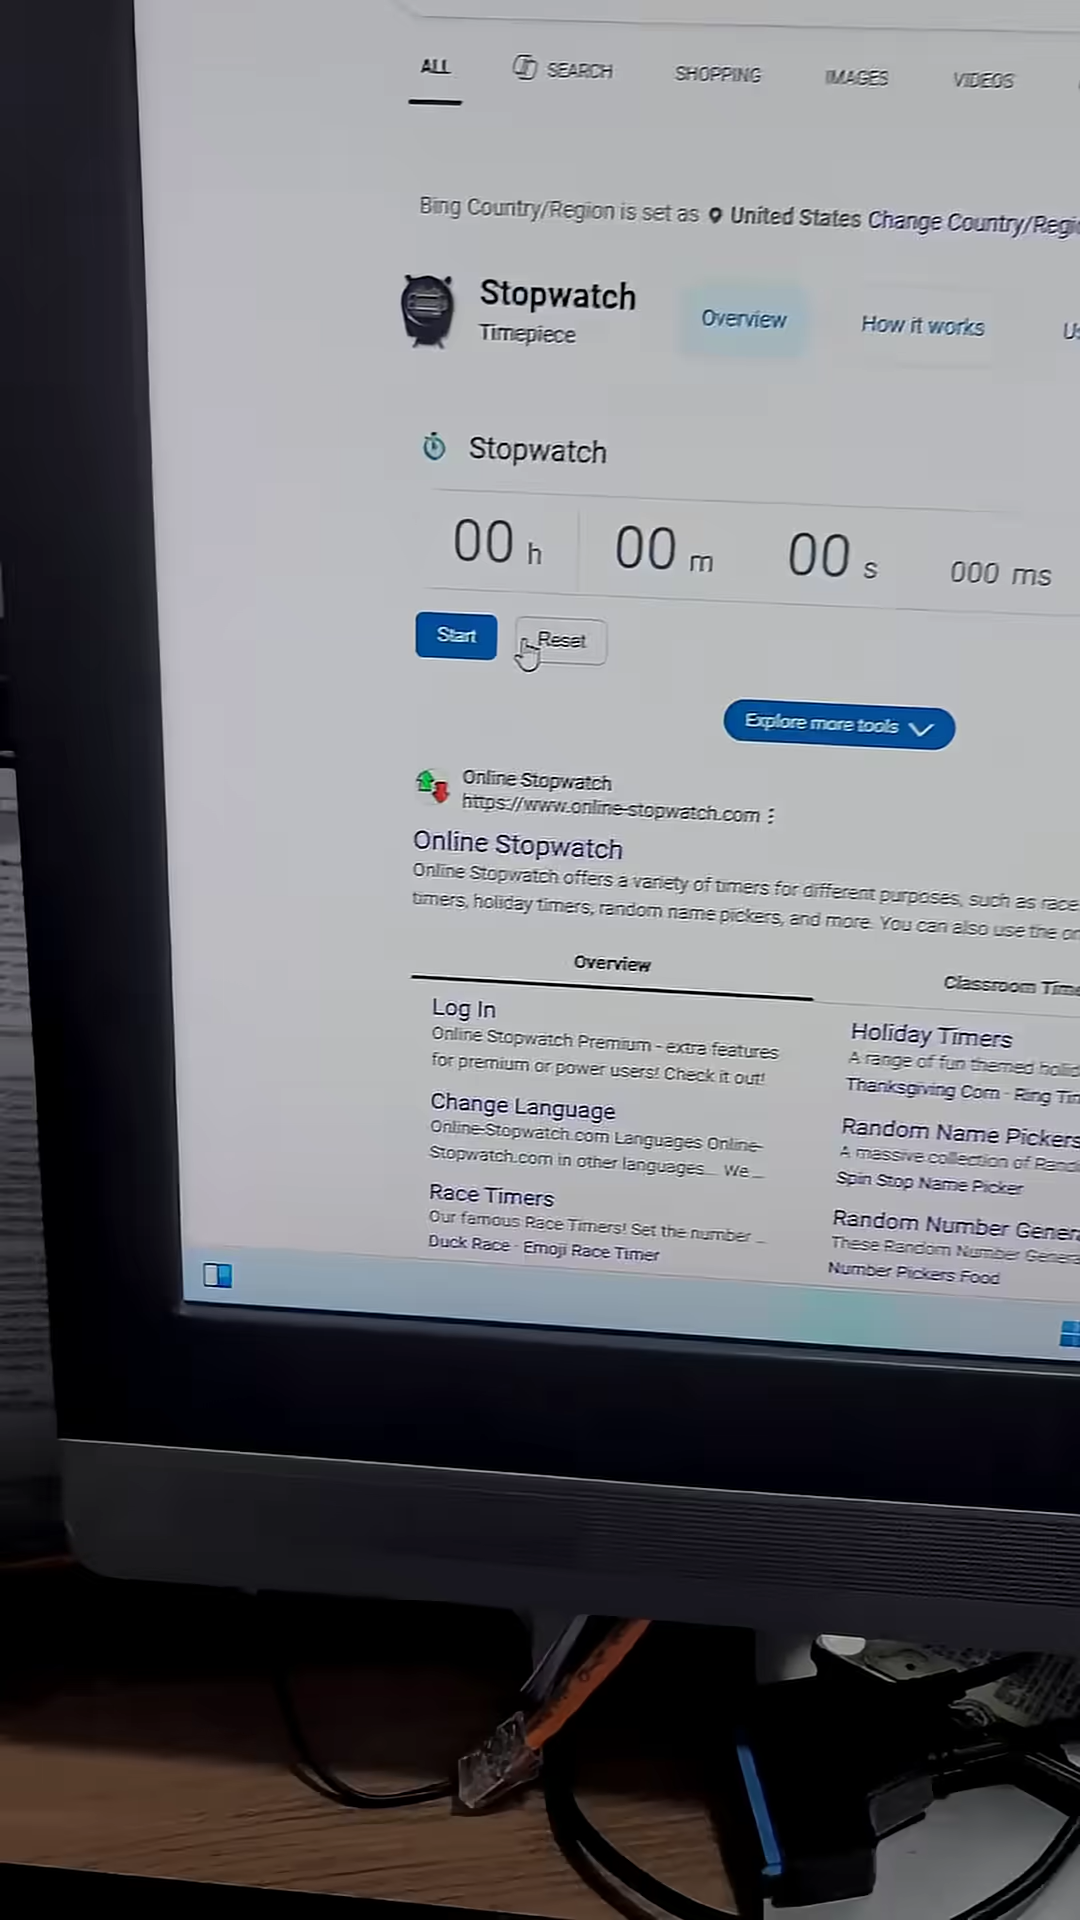 ALL SEARCH SHOPPING IMAGES VIDEOS
Bing Country/Region is set as United States Change Country/Regi
Stopwatch
Timepiece
Overview How it works
Stopwatch
00 h 00 m 00 s 000 ms
Start Reset
Explore more tools
Online Stopwatch
https://www.online-stopwatch.com
Online Stopwatch
Online Stopwatch offers a variety of timers for different purposes, such as race
timers, holiday timers, random name pickers, and more. You can also use the
Overview Classroom Time
Log In
Online Stopwatch Premium - extra features
for premium or power users! Check it out!
Change Language
Online-Stopwatch.com Languages Online-
Stopwatch.com in other languages... We ...
Race Timers
Our famous Race Timers! Set the number ...
Duck Race · Emoji Race Timer
Holiday Timers
A range of fun themed holid
Thanksgiving Corn · Ring Tim
Random Name Pickers
A massive collection of Rand
Spin Stop Name Picker
Random Number Genera
These Random Number Genera
Number Pickers Food